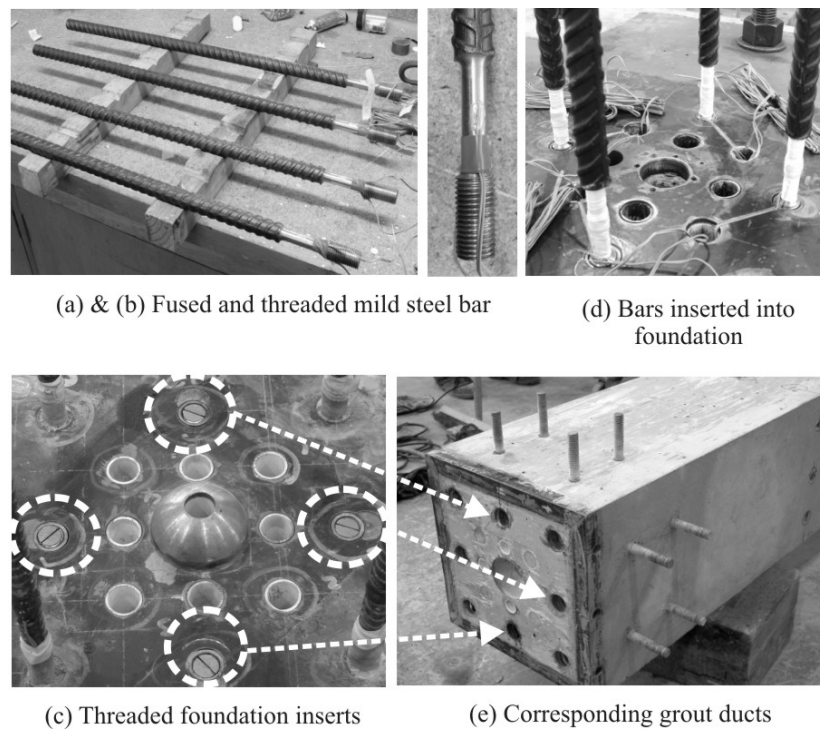 (a) & (b) Fused and threaded mild steel bar
(d) Bars inserted into
foundation
(c) Threaded foundation inserts
(e) Corresponding grout ducts